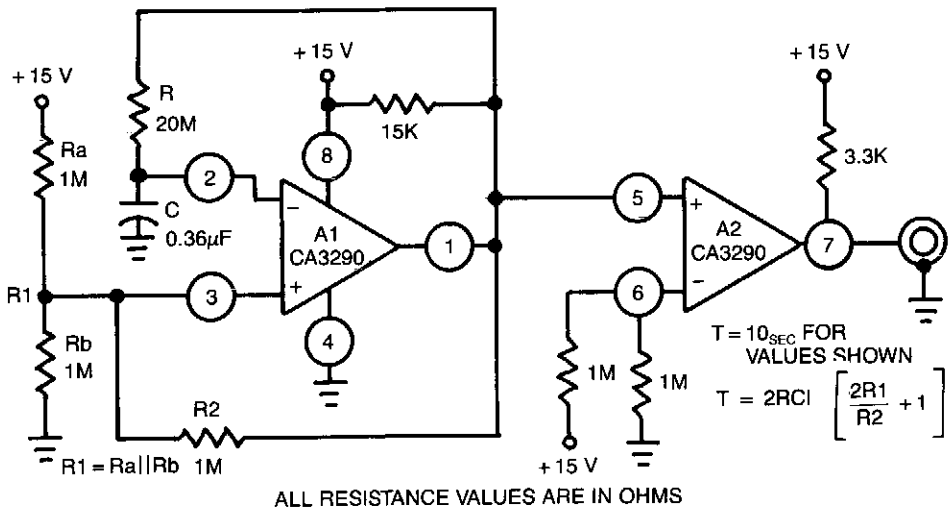 +15 V
R
20M
+15 V
Ra
1M
C
0.36µF
R1
Rb
1M
R2
1M
R1 = Ra||Rb
2
3
8
4
1
-
+
A1
CA3290
15K
5
6
7
+
-
A2
CA3290
+15 V
3.3K
1M
1M
+15 V
T = 10SEC FOR
VALUES SHOWN
T = 2RCI [2R1/R2 + 1]
ALL RESISTANCE VALUES ARE IN OHMS